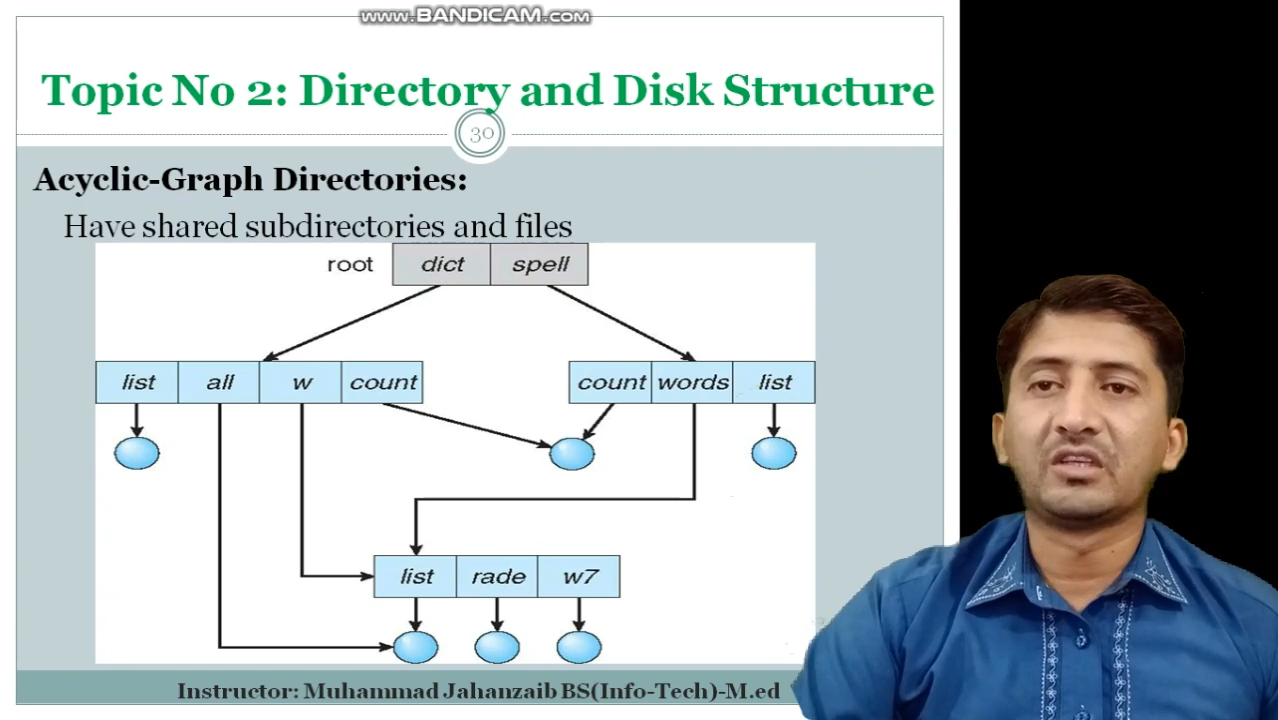 www.BANDICAM.com
Topic No 2: Directory and Disk Structure
30
Acyclic-Graph Directories:
Have shared subdirectories and files
root dict spell
list all w count count words list
list rade w7
Instructor: Muhammad Jahanzaib BS(Info-Tech)-M.ed